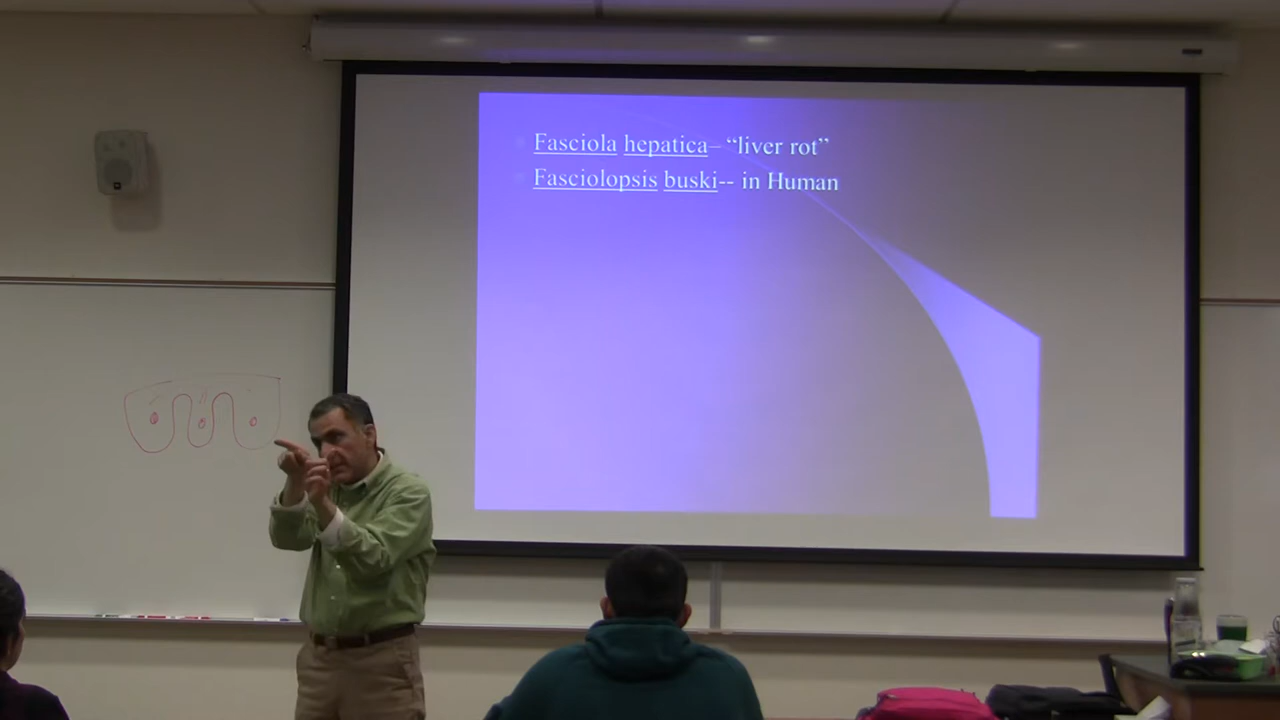 Fasciola hepatica– “liver rot”
Fasciolopsis buski-- in Human